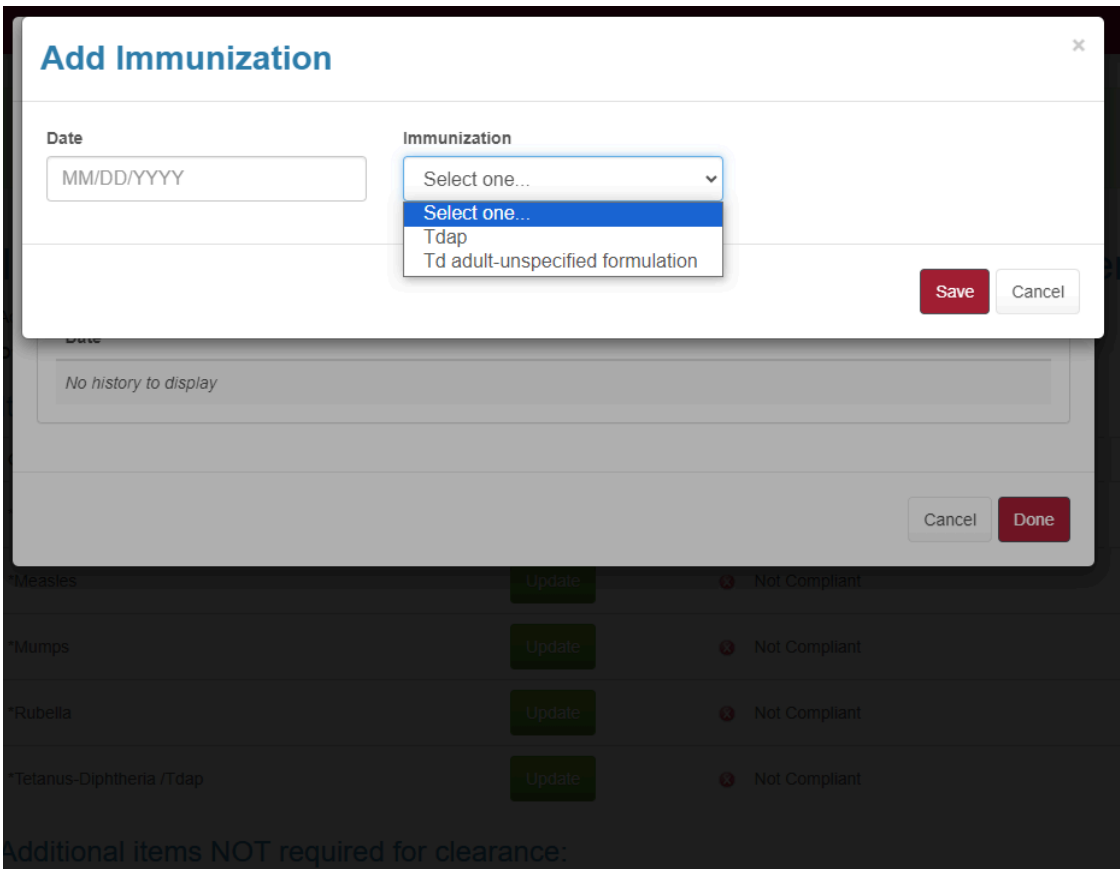 Add Immunization
×
Date
Immunization
MM/DD/YYYY
Select one...
Select one...
Tdap
Td adult-unspecified formulation
Save
Cancel
Date
No history to display
Cancel
Done
*Measles
Update
Not Compliant
*Mumps
Update
Not Compliant
*Rubella
Update
Not Compliant
*Tetanus-Diphtheria /Tdap
Update
Not Compliant
Additional items NOT required for clearance: